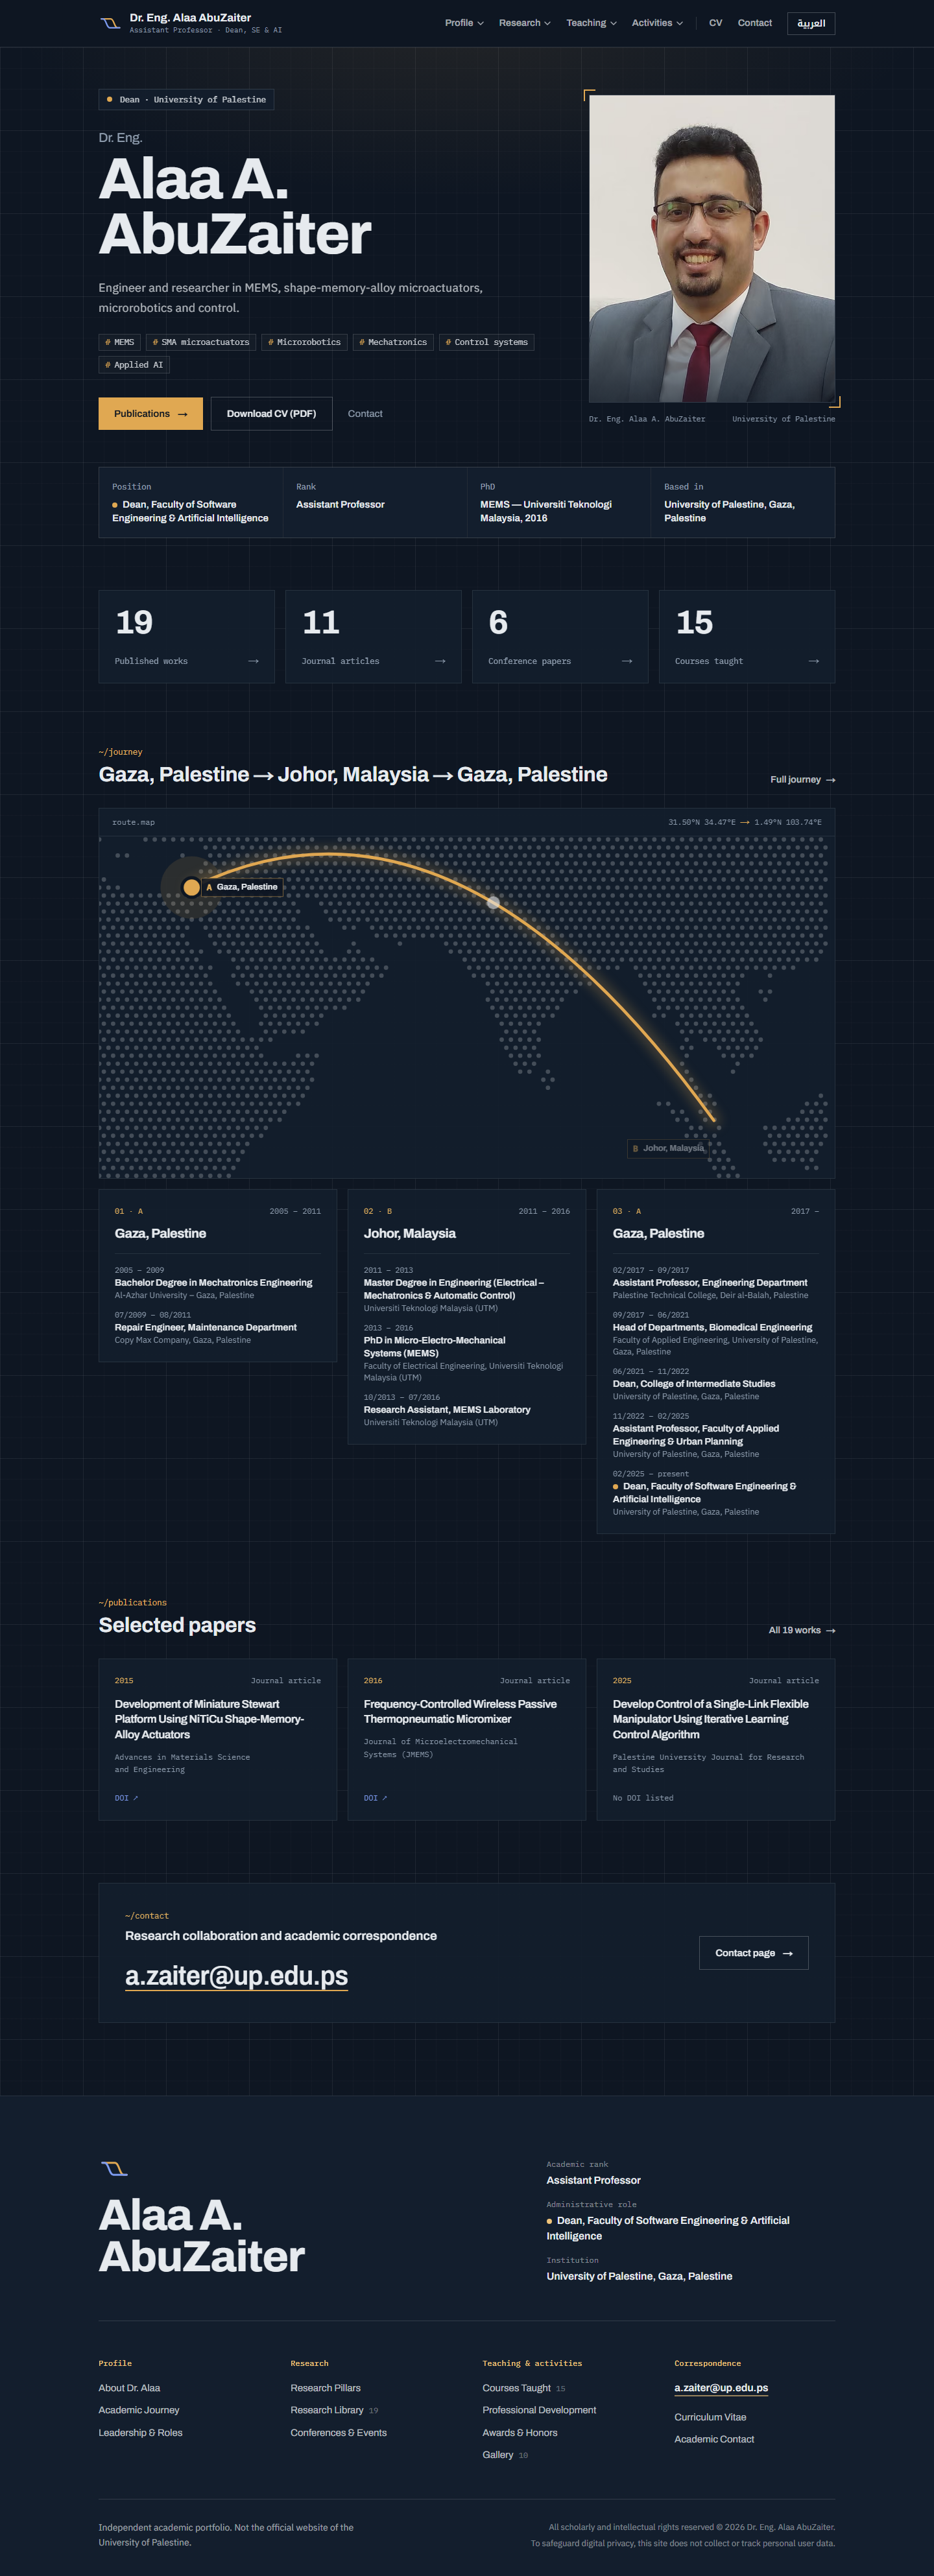 Dr. Eng. Alaa AbuZaiter
Assistant Professor · Dean, SE & AI
Profile
Research
Teaching
Activities
CV
Contact
العربية
Dean · University of Palestine
Dr. Eng.
Alaa A.
AbuZaiter
Engineer and researcher in MEMS, shape-memory-alloy microactuators,
microrobotics and control.
# MEMS
# SMA microactuators
# Microrobotics
# Mechatronics
# Control systems
# Applied AI
Publications →
Download CV (PDF)
Contact
Dr. Eng. Alaa A. AbuZaiter
University of Palestine
Position
Dean, Faculty of Software
Engineering & Artificial Intelligence
Rank
Assistant Professor
PhD
MEMS — Universiti Teknologi
Malaysia, 2016
Based in
University of Palestine, Gaza,
Palestine
19
Published works →
11
Journal articles →
6
Conference papers →
15
Courses taught →
~/journey
Gaza, Palestine → Johor, Malaysia → Gaza, Palestine
Full journey →
route.map
31.50°N 34.47°E → 1.49°N 103.74°E
A Gaza, Palestine
B Johor, Malaysia
01 · A
2005 – 2011
Gaza, Palestine
2005 – 2009
Bachelor Degree in Mechatronics Engineering
Al-Azhar University – Gaza, Palestine
07/2009 – 08/2011
Repair Engineer, Maintenance Department
Copy Max Company, Gaza, Palestine
02 · B
2011 – 2016
Johor, Malaysia
2011 – 2013
Master Degree in Engineering (Electrical –
Mechatronics & Automatic Control)
Universiti Teknologi Malaysia (UTM)
2013 – 2016
PhD in Micro-Electro-Mechanical
Systems (MEMS)
Faculty of Electrical Engineering, Universiti Teknologi
Malaysia (UTM)
10/2013 – 07/2016
Research Assistant, MEMS Laboratory
Universiti Teknologi Malaysia (UTM)
03 · A
2017 –
Gaza, Palestine
02/2017 – 09/2017
Assistant Professor, Engineering Department
Palestine Technical College, Deir al-Balah, Palestine
09/2017 – 06/2021
Head of Departments, Biomedical Engineering
Faculty of Applied Engineering, University of Palestine,
Gaza, Palestine
06/2021 – 11/2022
Dean, College of Intermediate Studies
University of Palestine, Gaza, Palestine
11/2022 – 02/2025
Assistant Professor, Faculty of Applied
Engineering & Urban Planning
University of Palestine, Gaza, Palestine
02/2025 – present
Dean, Faculty of Software Engineering &
Artificial Intelligence
University of Palestine, Gaza, Palestine
~/publications
Selected papers
All 19 works →
2015
Journal article
Development of Miniature Stewart
Platform Using NiTiCu Shape-Memory-
Alloy Actuators
Advances in Materials Science
and Engineering
DOI ↗
2016
Journal article
Frequency-Controlled Wireless Passive
Thermopneumatic Micromixer
Journal of Microelectromechanical
Systems (JMEMS)
DOI ↗
2025
Journal article
Develop Control of a Single-Link Flexible
Manipulator Using Iterative Learning
Control Algorithm
Palestine University Journal for Research
and Studies
No DOI listed
~/contact
Research collaboration and academic correspondence
a.zaiter@up.edu.ps
Contact page →
Alaa A.
AbuZaiter
Academic rank
Assistant Professor
Administrative role
Dean, Faculty of Software Engineering & Artificial
Intelligence
Institution
University of Palestine, Gaza, Palestine
Profile
About Dr. Alaa
Academic Journey
Leadership & Roles
Research
Research Pillars
Research Library 19
Conferences & Events
Teaching & activities
Courses Taught 15
Professional Development
Awards & Honors
Gallery 10
Correspondence
a.zaiter@up.edu.ps
Curriculum Vitae
Academic Contact
Independent academic portfolio. Not the official website of the
University of Palestine.
All scholarly and intellectual rights reserved © 2026 Dr. Eng. Alaa AbuZaiter.
To safeguard digital privacy, this site does not collect or track personal user data.